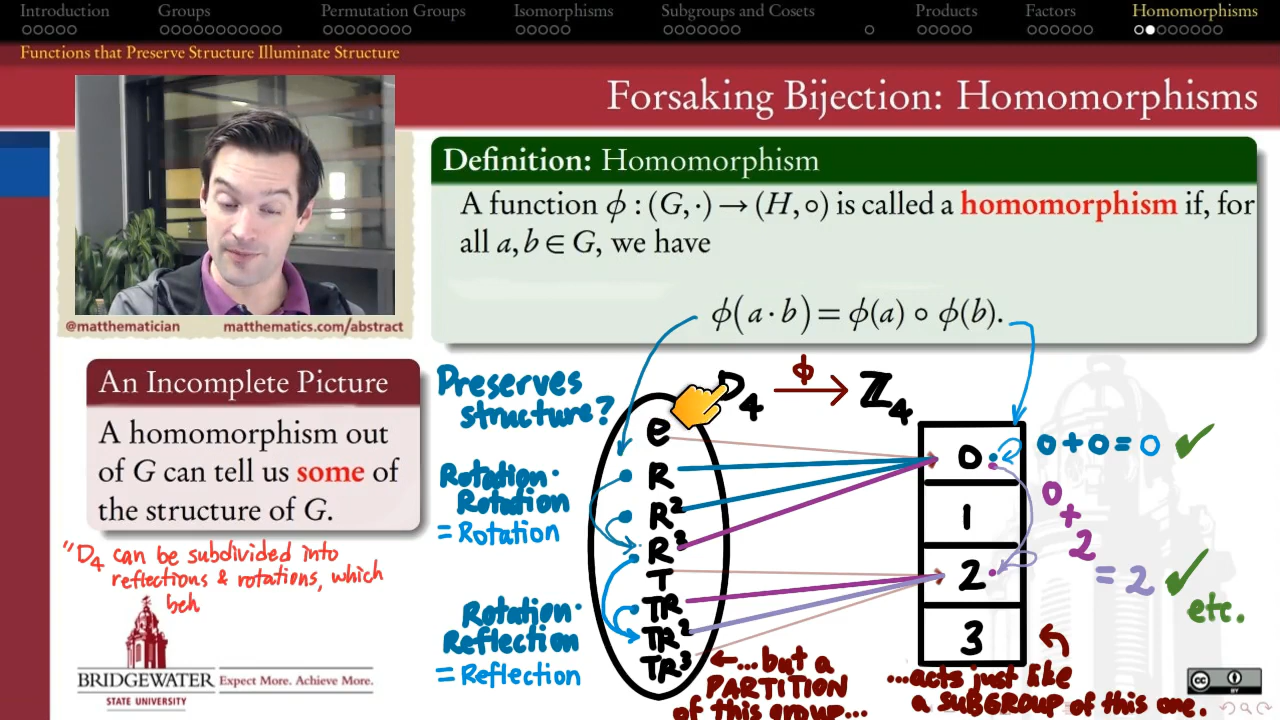 Introduction Groups Permutation Groups Isomorphisms Subgroups and Cosets Products Factors Homomorphisms
Functions that Preserve Structure Illuminate Structure
Forsaking Bijection: Homomorphisms
@matthematician matthematics.com/abstract
Definition: Homomorphism
A function ϕ : (G, ·) → (H, ∘) is called a homomorphism if, for
all a, b ∈ G, we have
ϕ(a · b) = ϕ(a) ∘ ϕ(b).
An Incomplete Picture
A homomorphism out
of G can tell us some of
the structure of G.
"D₄ can be subdivided into
reflections & rotations, which
beh
BRIDGEWATER
STATE UNIVERSITY
Expect More. Achieve More.
Preserves
structure?
Rotation·
Rotation
= Rotation
Rotation·
Reflection
= Reflection
D₄ ϕ → ℤ₄
e
R
R²
R³
T
TR
TR²
TR³
0
1
2
3
0+0=0 ✓
0
+
2
= 2 ✓
etc.
←...but a
PARTITION
of this group...
...acts just like
a SUBGROUP of this one.
cc
BY